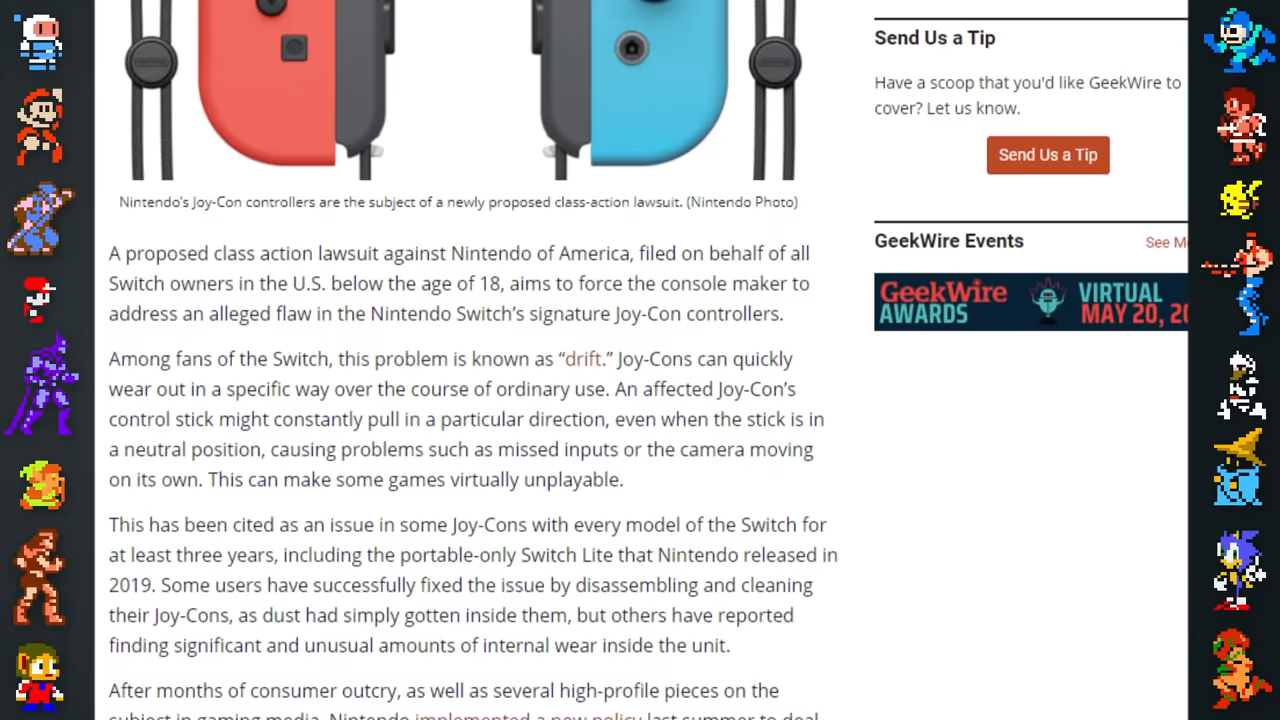 Nintendo's Joy-Con controllers are the subject of a newly proposed class-action lawsuit. (Nintendo Photo)
A proposed class action lawsuit against Nintendo of America, filed on behalf of all
Switch owners in the U.S. below the age of 18, aims to force the console maker to
address an alleged flaw in the Nintendo Switch’s signature Joy-Con controllers.
Among fans of the Switch, this problem is known as “drift.” Joy-Cons can quickly
wear out in a specific way over the course of ordinary use. An affected Joy-Con’s
control stick might constantly pull in a particular direction, even when the stick is in
a neutral position, causing problems such as missed inputs or the camera moving
on its own. This can make some games virtually unplayable.
This has been cited as an issue in some Joy-Cons with every model of the Switch for
at least three years, including the portable-only Switch Lite that Nintendo released in
2019. Some users have successfully fixed the issue by disassembling and cleaning
their Joy-Cons, as dust had simply gotten inside them, but others have reported
finding significant and unusual amounts of internal wear inside the unit.
After months of consumer outcry, as well as several high-profile pieces on the
subject in gaming media, Nintendo implemented a new policy last summer to deal
Send Us a Tip
Have a scoop that you'd like GeekWire to
cover? Let us know.
Send Us a Tip
GeekWire Events
See M
GeekWire
AWARDS
VIRTUAL
MAY 20, 20